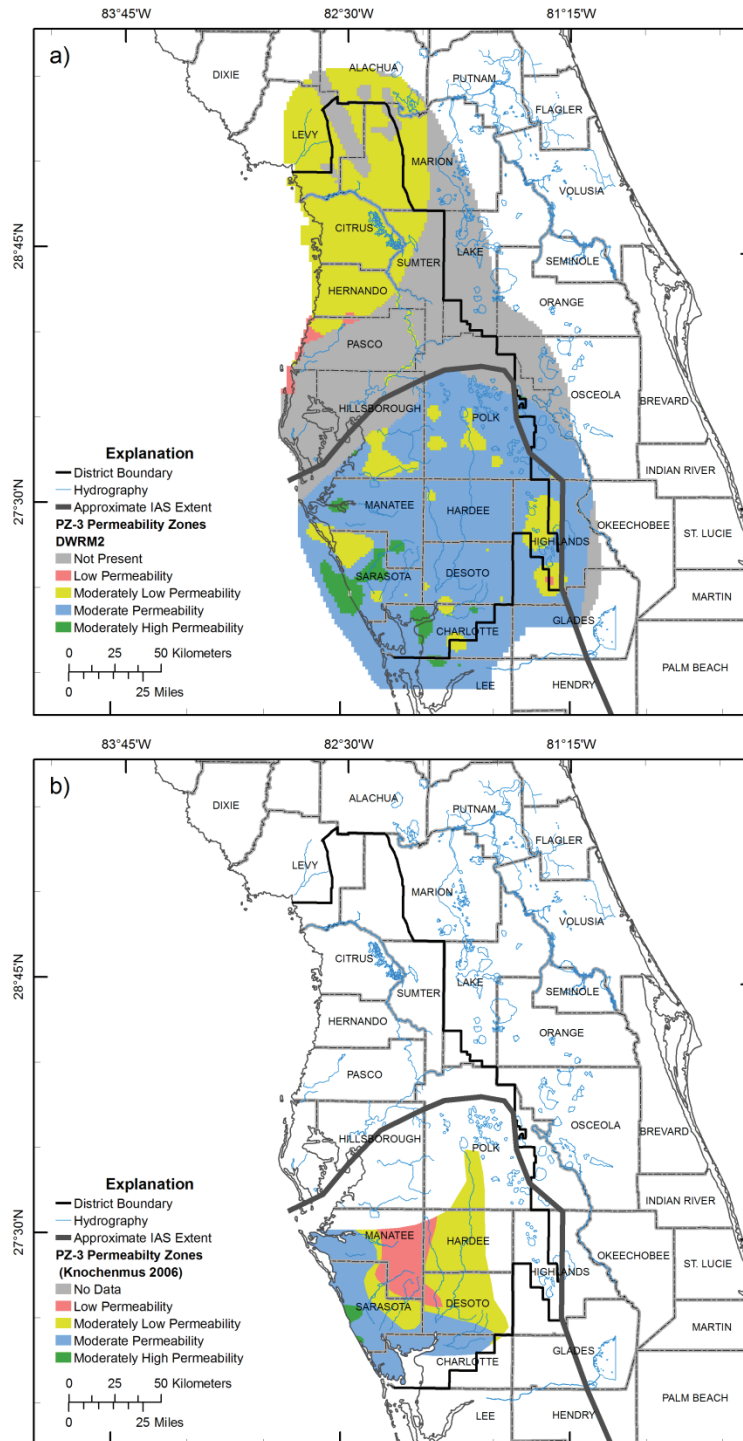 83°45'W 82°30'W 81°15'W
a)
ALACHUA
DIXIE
PUTNAM
FLAGLER
LEVY
MARION
VOLUSIA
28°45'N
CITRUS
LAKE
SUMTER
SEMINOLE
HERNANDO
ORANGE
PASCO
OSCEOLA
HILLSBOROUGH
POLK
BREVARD
Explanation
District Boundary
Hydrography
Approximate IAS Extent
PZ-3 Permeability Zones
DWRM2
Not Present
Low Permeability
Moderately Low Permeability
Moderate Permeability
Moderately High Permeability
0 25 50 Kilometers
0 25 Miles
27°30'N
INDIAN RIVER
MANATEE
HARDEE
OKEECHOBEE
ST. LUCIE
HIGHLANDS
SARASOTA
DESOTO
MARTIN
CHARLOTTE
GLADES
PALM BEACH
LEE
HENDRY
83°45'W 82°30'W 81°15'W
b)
ALACHUA
DIXIE
PUTNAM
FLAGLER
LEVY
MARION
VOLUSIA
28°45'N
CITRUS
LAKE
SUMTER
SEMINOLE
HERNANDO
ORANGE
PASCO
OSCEOLA
HILLSBOROUGH
POLK
BREVARD
Explanation
District Boundary
Hydrography
Approximate IAS Extent
PZ-3 Permeabilty Zones
(Knochenmus 2006)
No Data
Low Permeability
Moderately Low Permeability
Moderate Permeability
Moderately High Permeability
0 25 50 Kilometers
0 25 Miles
27°30'N
INDIAN RIVER
MANATEE
HARDEE
OKEECHOBEE
ST. LUCIE
HIGHLANDS
SARASOTA
DESOTO
MARTIN
CHARLOTTE
GLADES
PALM BEACH
LEE
HENDRY